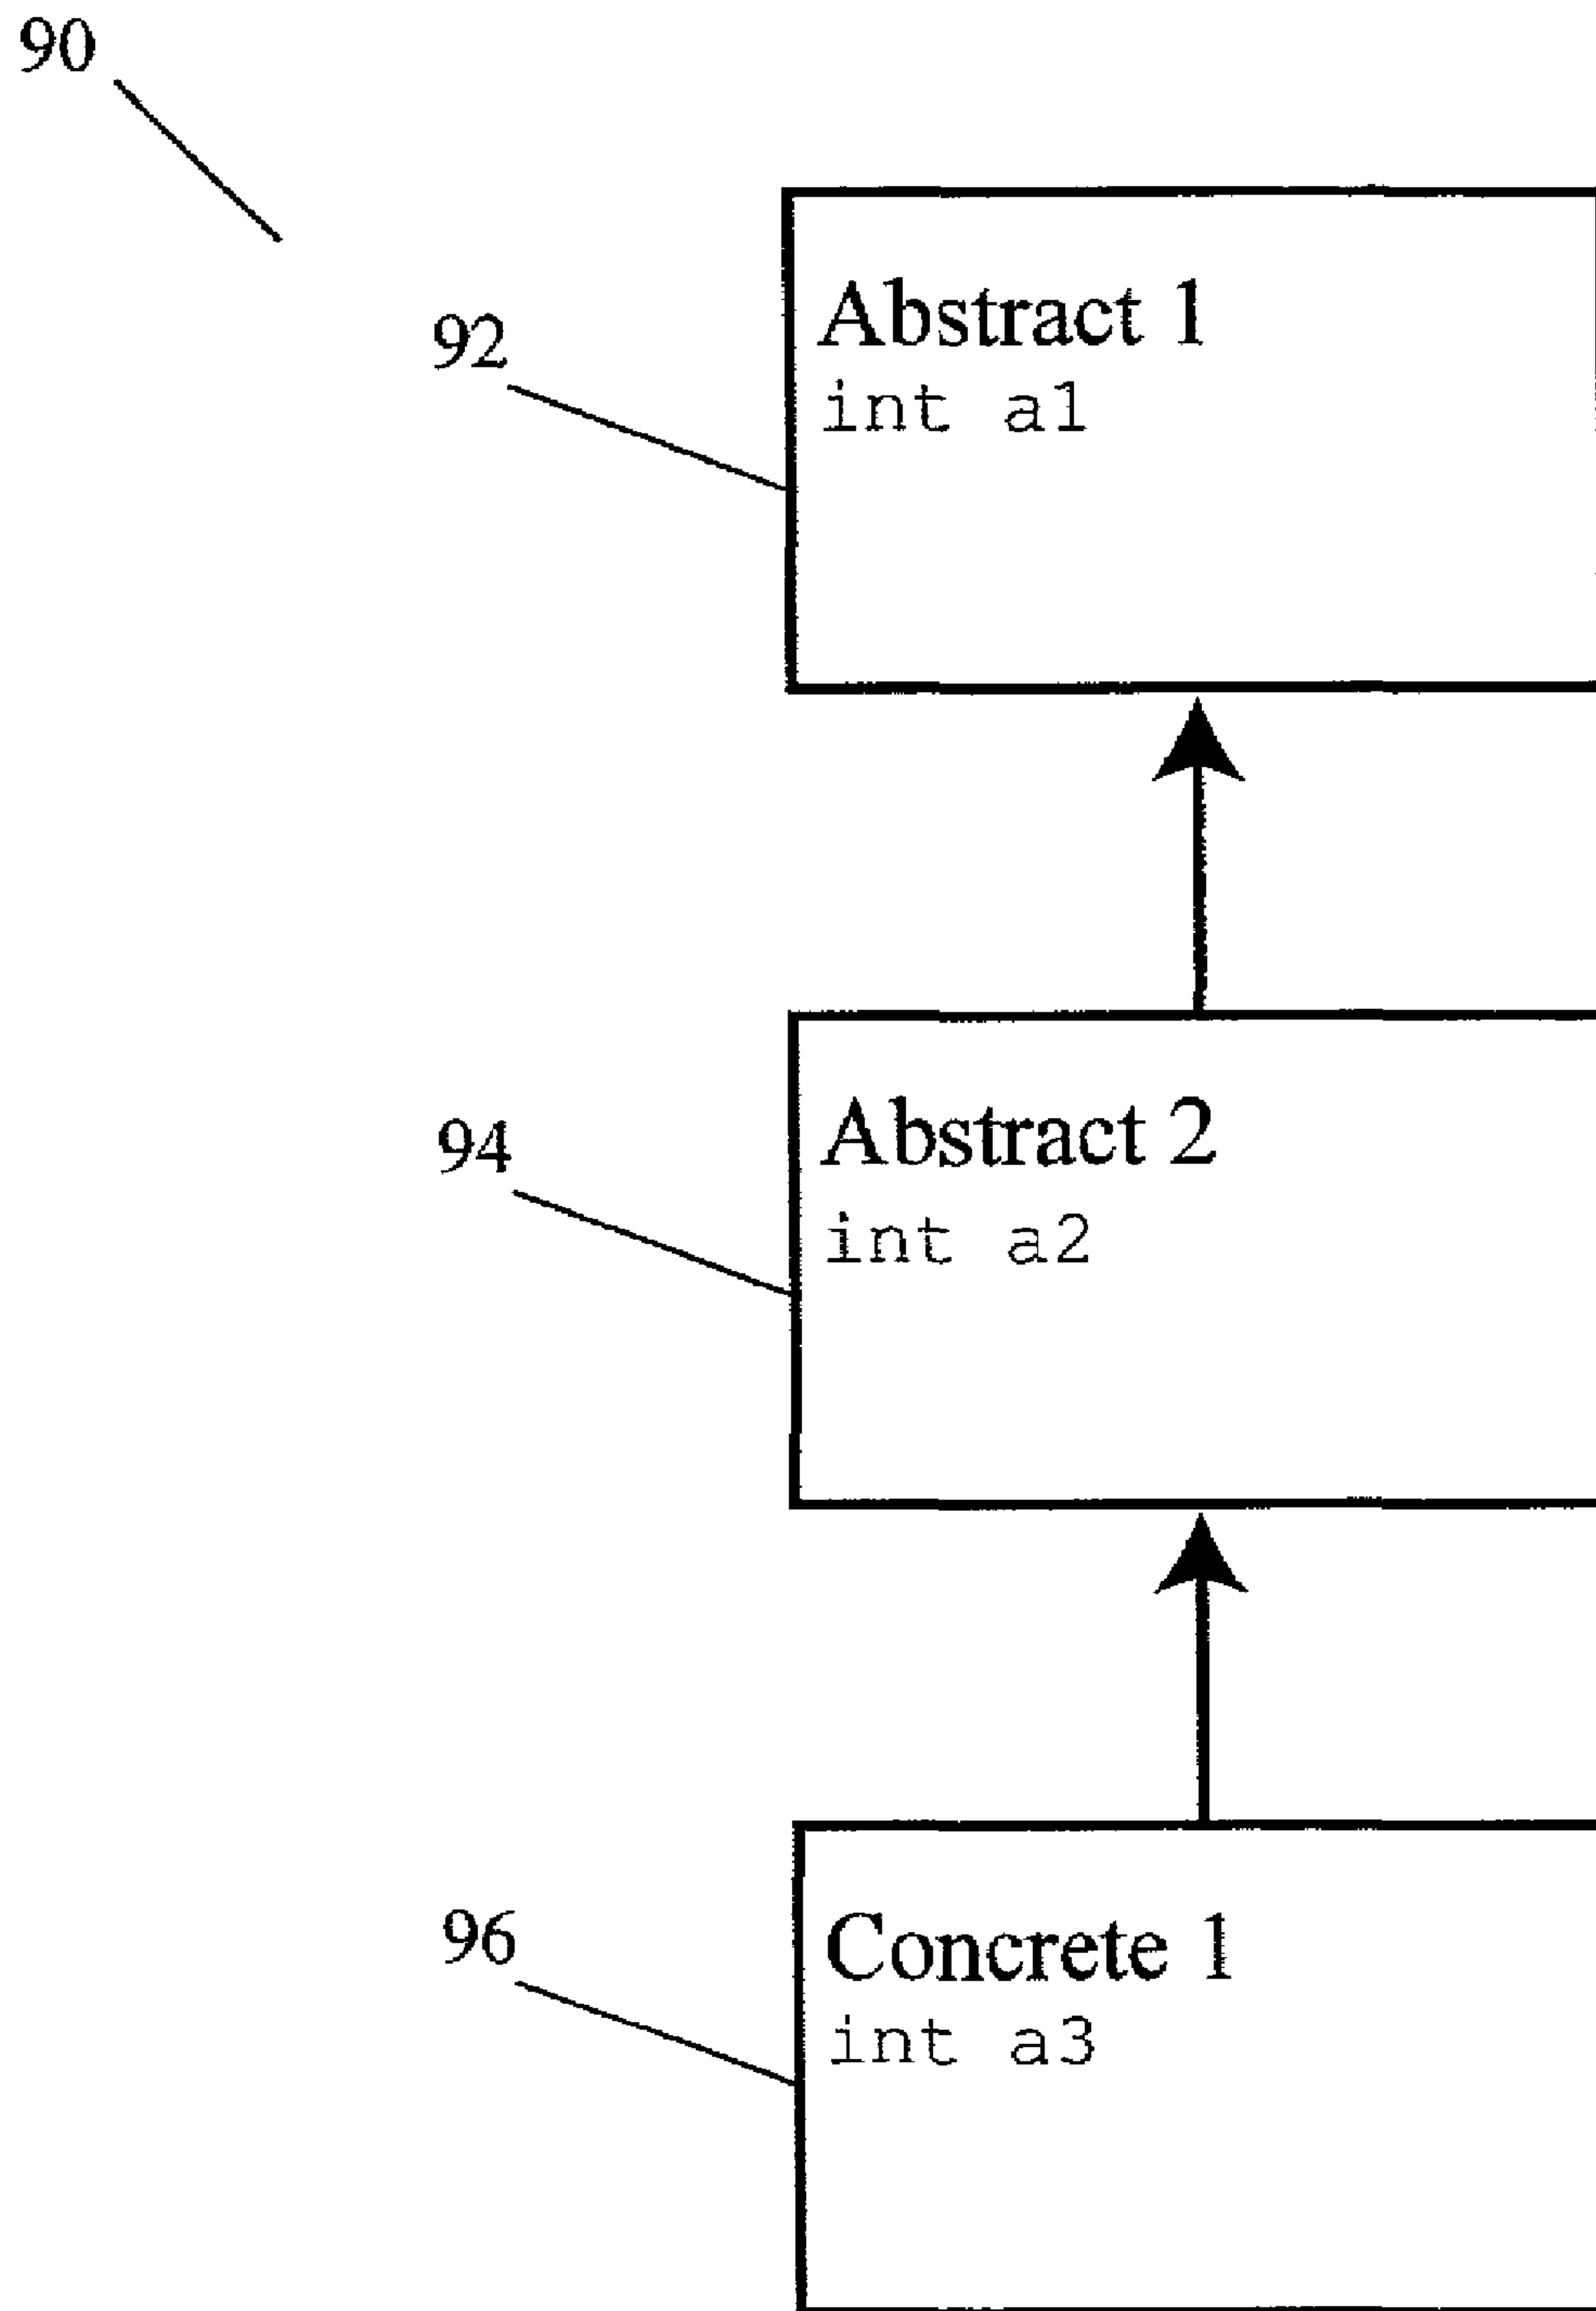 90
92
Abstract 1
int a1
94
Abstract 2
int a2
96
Concrete 1
int a3